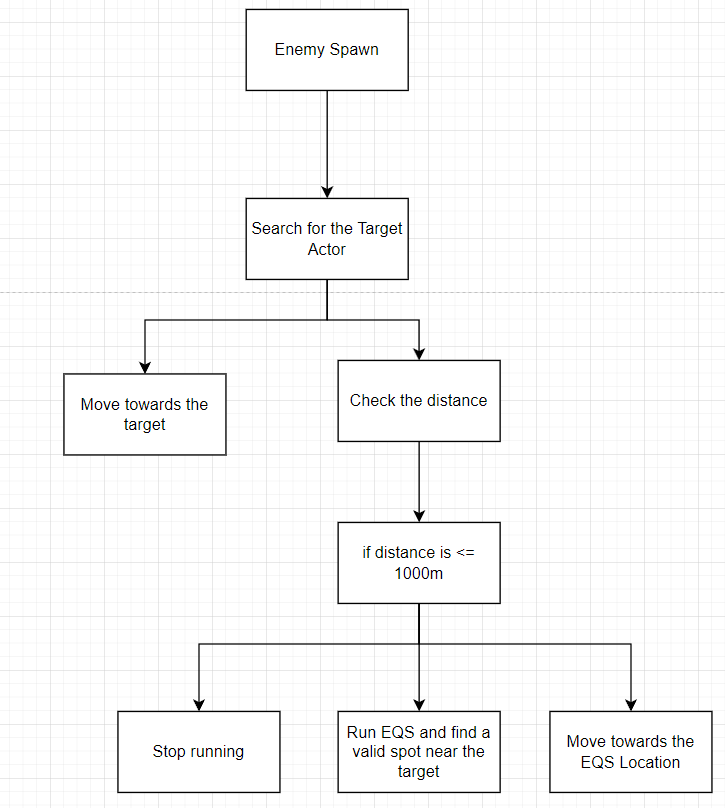 Enemy Spawn
Search for the Target
Actor
Move towards the
target
Check the distance
if distance is <=
1000m
Stop running
Run EQS and find a
valid spot near the
target
Move towards the
EQS Location